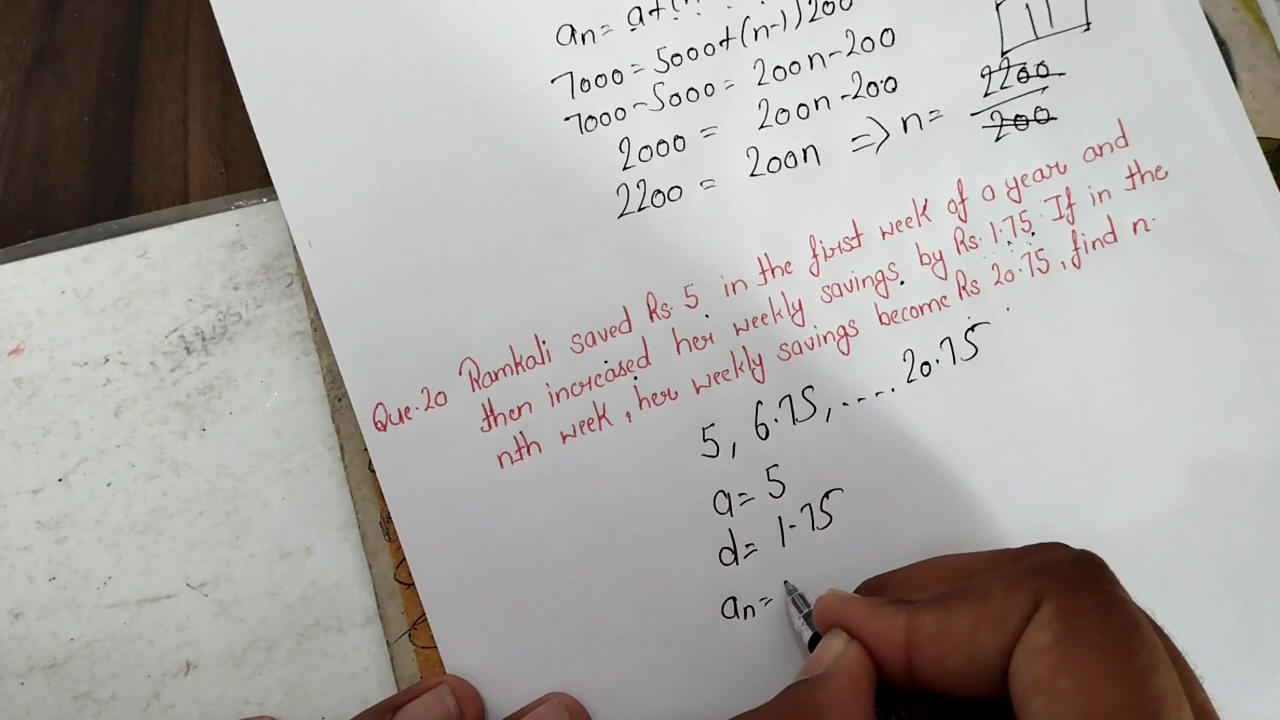 an = a+(
7000 = 5000+(n-1)200
7000-5000 = 200n-200
2000 = 200n-200
2200 = 200n => n= 2200/200
11
Que.20 Ramkali saved Rs. 5 in the first week of a year and
then increased her weekly savings by Rs. 1.75. If in the
nth week, her weekly savings become Rs 20.75, find n.
5, 6.75, .... 20.75
a= 5
d= 1.75
an=